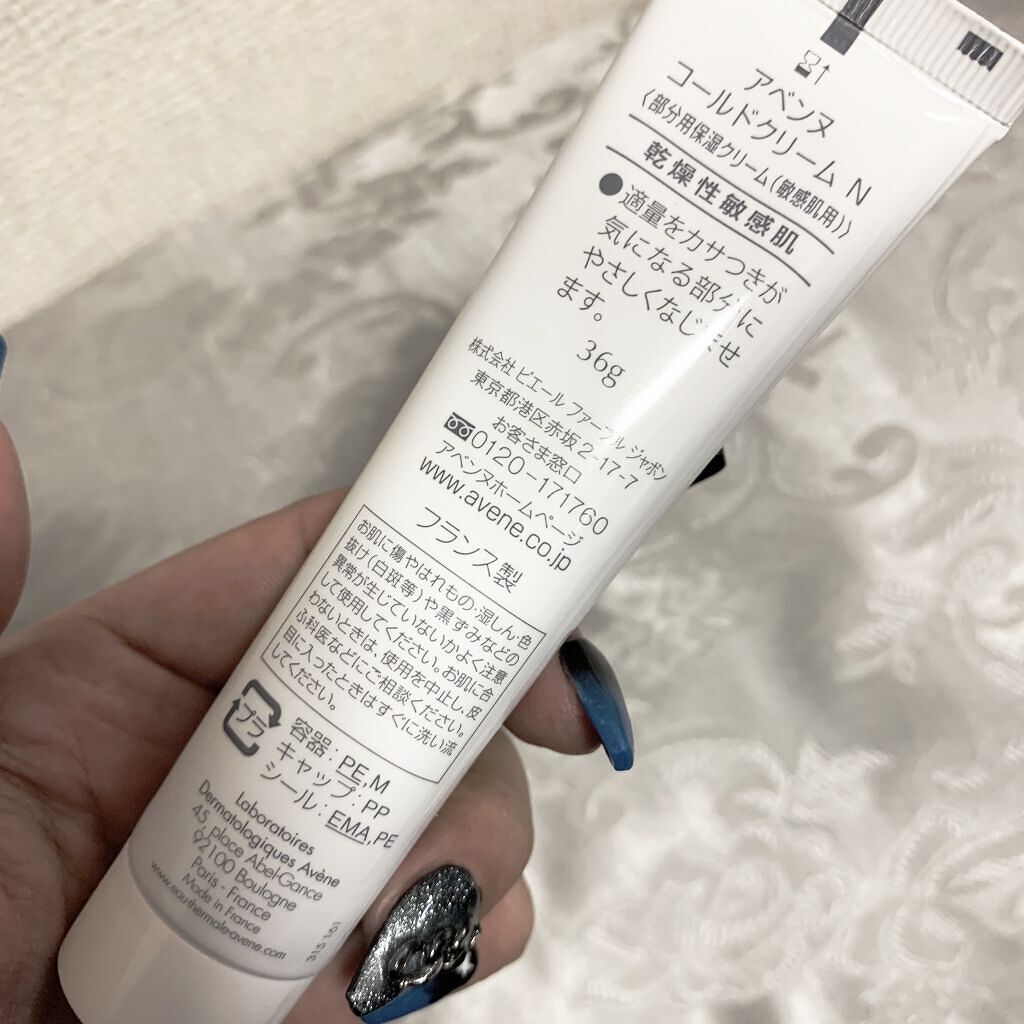 アベンヌ
コールドクリーム N
〈部分用保湿クリーム(敏感肌用)〉
乾燥性敏感肌
●適量をカサつきが
気になる部分に
やさしくなじませ
ます。
36g
株式会社 ピエール ファーブル ジャポン
東京都港区赤坂2-17-7
お客さま窓口
0120-171760
アベンヌホームページ
www.avene.co.jp
フランス製
お肌に傷やはれもの・湿しん、色
抜け(白斑等)や黒ずみなどの
異常が生じていないかよく注意
して使用してください。お肌に合
わないときは、使用を中止し、皮
ふ科医などにご相談ください。
目に入ったときはすぐに洗い流
してください。
プラ
容器：PE,M
キャップ：PP
シール：EMA,PE
Laboratoires
Dermatologiques Avène
45, place Abel-Gance
92100 Boulogne
Paris - France
Made in France
www.eau-thermale-avene.com